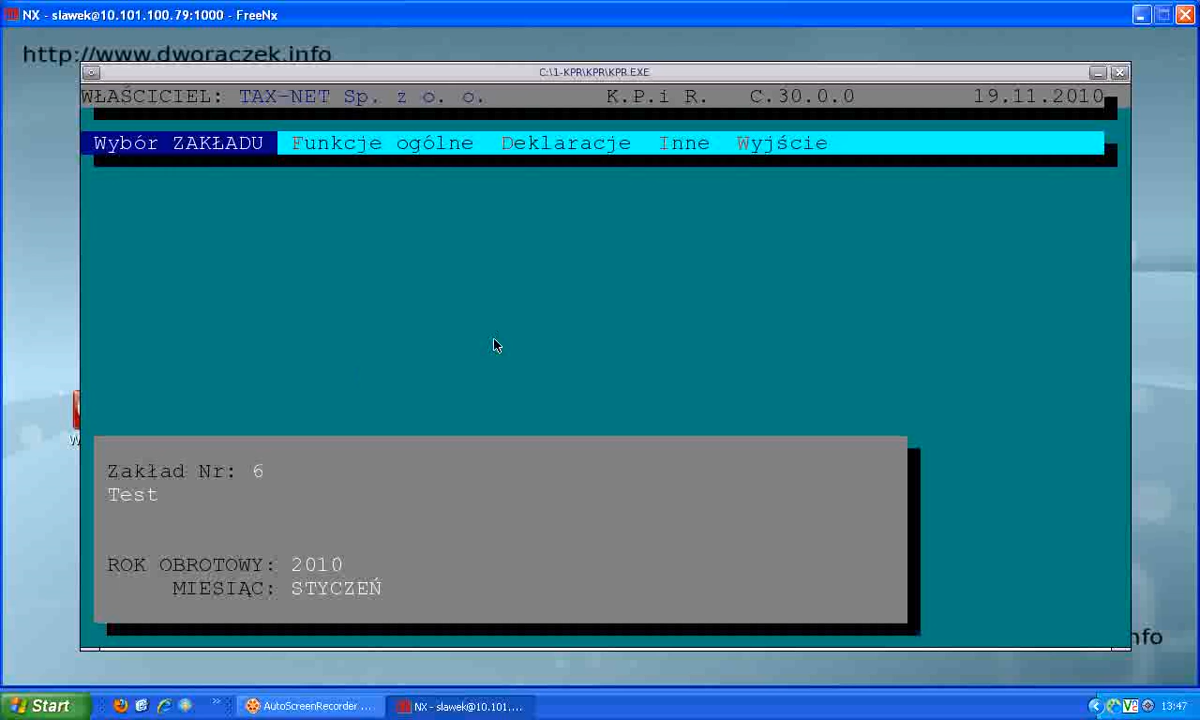 NX - slawek@10.101.100.79:1000 - FreeNx
http://www.dworaczek.info
C:\1-KPR\KPR\KPR.EXE
WŁAŚCICIEL: TAX-NET Sp. z o. o. K.P.i R. C.30.0.0 19.11.2010
Wybór ZAKŁADU Funkcje ogólne Deklaracje Inne Wyjście
Zakład Nr: 6
Test
ROK OBROTOWY: 2010
MIESIĄC: STYCZEŃ
nfo
Start AutoScreenRecorder ... NX - slawek@10.101.... V2 13:47